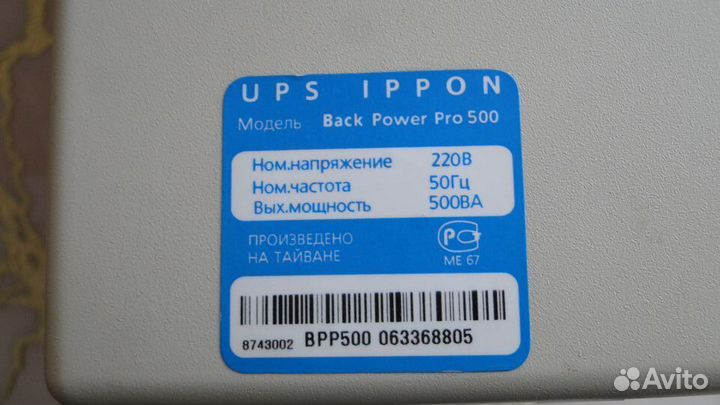 UPS IPPON
Модель Back Power Pro 500
Ном.напряжение 220В
Ном.частота 50Гц
Вых.мощность 500ВА
ПРОИЗВЕДЕНО
НА ТАЙВАНЕ
МЕ 67
8743002 BPP500 063368805
Avito